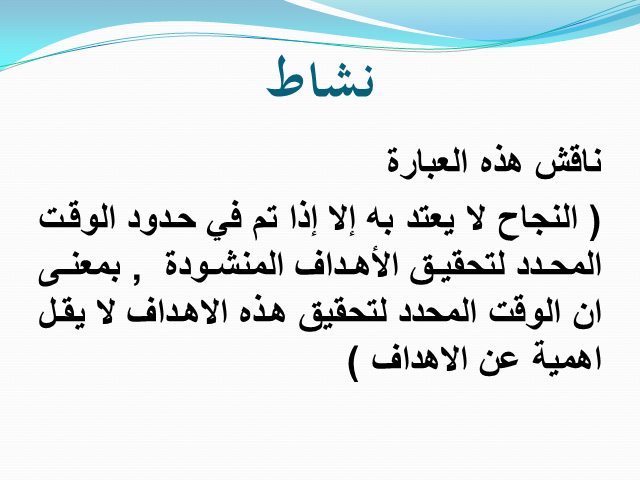 نشاط
ناقش هذه العبارة
( النجاح لا يعتد به إلا إذا تم في حدود الوقت
المحدد لتحقيق الأهداف المنشودة , بمعنى
ان الوقت المحدد لتحقيق هذه الاهداف لا يقل
اهمية عن الاهداف )